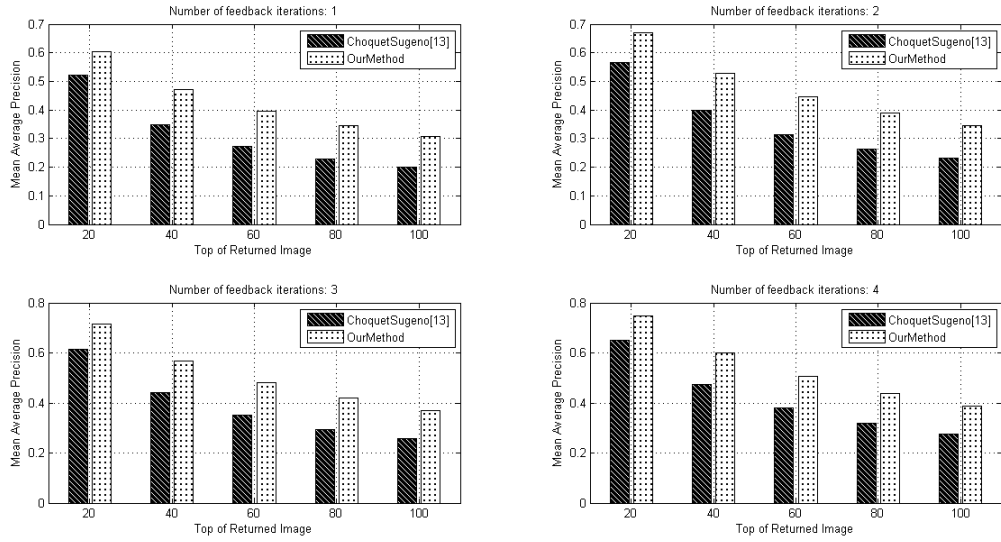 Number of feedback iterations: 1
0.7
0.6
0.5
0.4
0.3
0.2
0.1
0
Mean Average Precision
ChoquetSugeno[13]
OurMethod
20 40 60 80 100
Top of Returned Image
Number of feedback iterations: 2
0.7
0.6
0.5
0.4
0.3
0.2
0.1
0
Mean Average Precision
ChoquetSugeno[13]
OurMethod
20 40 60 80 100
Top of Returned Image
Number of feedback iterations: 3
0.8
0.6
0.4
0.2
0
Mean Average Precision
ChoquetSugeno[13]
OurMethod
20 40 60 80 100
Top of Returned Image
Number of feedback iterations: 4
0.8
0.6
0.4
0.2
0
Mean Average Precision
ChoquetSugeno[13]
OurMethod
20 40 60 80 100
Top of Returned Image